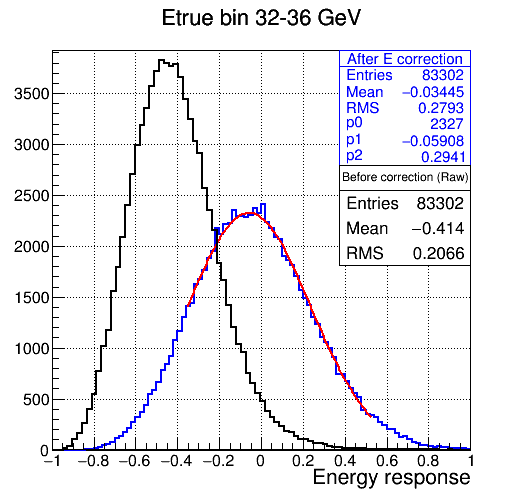 Etrue bin 32-36 GeV
After E correction
Entries 83302
Mean −0.03445
RMS 0.2793
p0 2327
p1 −0.05908
p2 0.2941
Before correction (Raw)
Entries 83302
Mean −0.414
RMS 0.2066
3500
3000
2500
2000
1500
1000
500
0
−1 −0.8 −0.6 −0.4 −0.2 0 0.2 0.4 0.6 0.8 1
Energy response